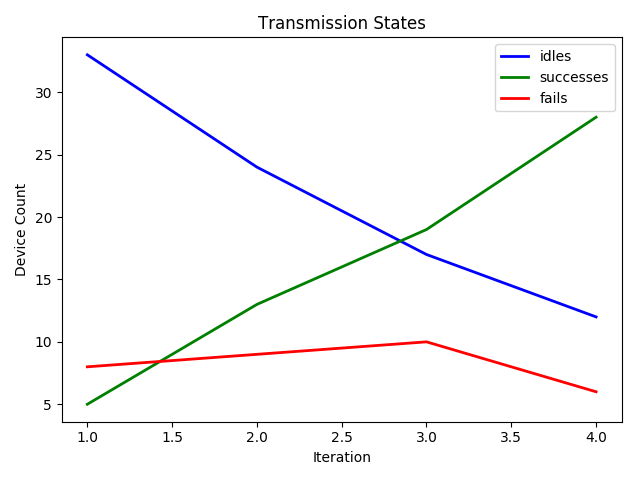 Transmission States
idles
successes
fails
Device Count
30
25
20
15
10
5
1.0 1.5 2.0 2.5 3.0 3.5 4.0
Iteration